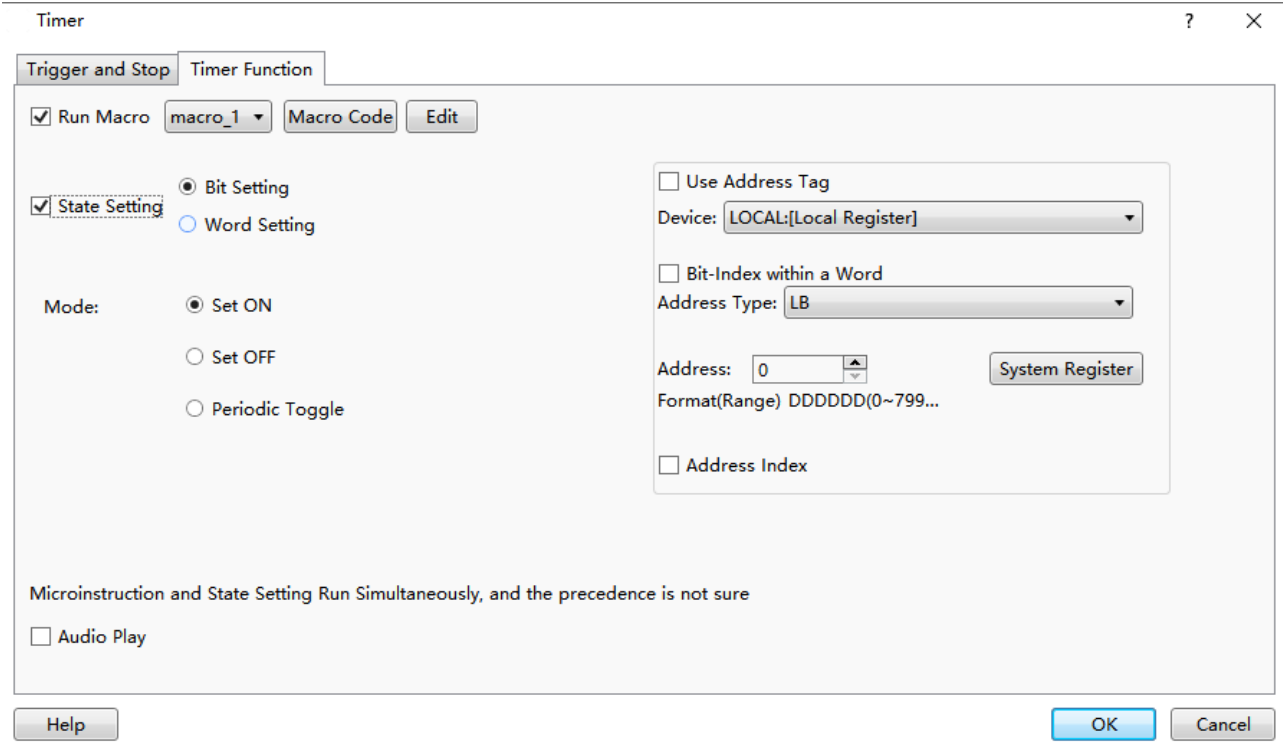 Timer ?
Trigger and Stop Timer Function
Run Macro macro_1 Macro Code Edit
State Setting
Bit Setting
Word Setting
Mode:
Set ON
Set OFF
Periodic Toggle
Use Address Tag
Device: LOCAL:[Local Register]
Bit-Index within a Word
Address Type: LB
Address: 0 System Register
Format(Range) DDDDDD(0~799...
Address Index
Microinstruction and State Setting Run Simultaneously, and the precedence is not sure
Audio Play
Help OK Cancel